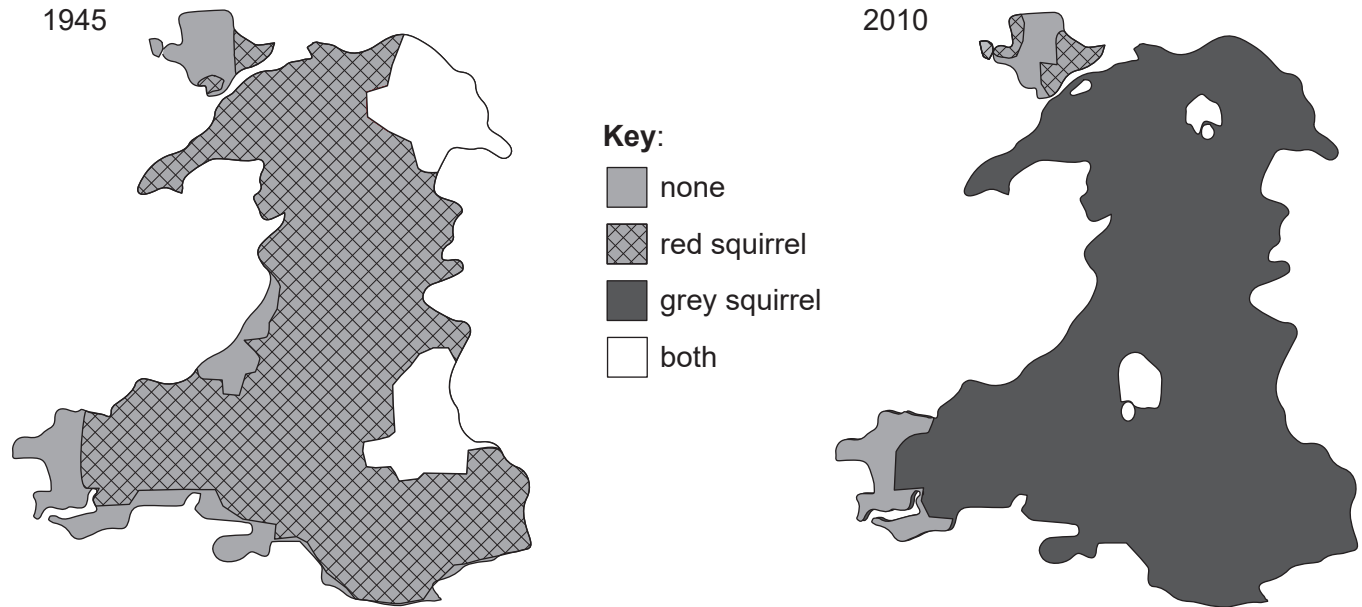 1945
2010
Key:
none
red squirrel
grey squirrel
both